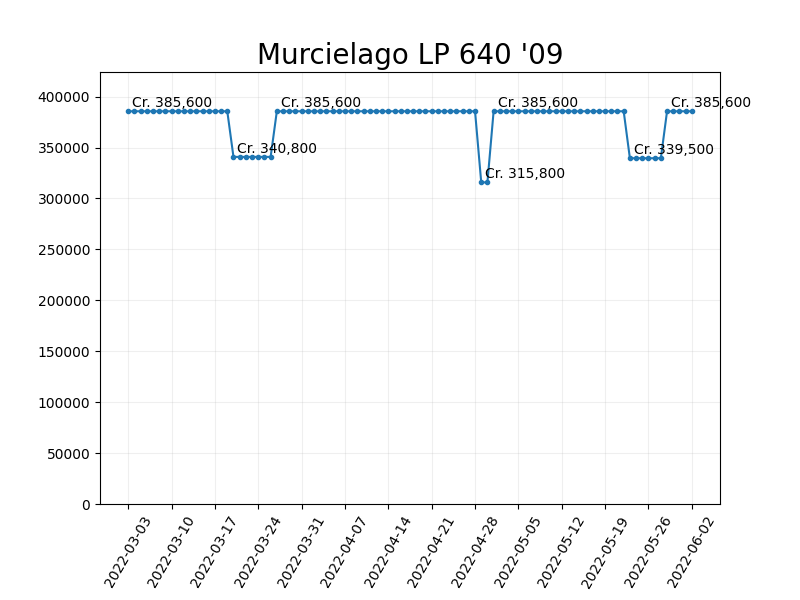 Murcielago LP 640 '09
400000
350000
300000
250000
200000
150000
100000
50000
0
Cr. 385,600
Cr. 340,800
Cr. 385,600
Cr. 315,800
Cr. 385,600
Cr. 339,500
Cr. 385,600
2022-03-03
2022-03-10
2022-03-17
2022-03-24
2022-03-31
2022-04-07
2022-04-14
2022-04-21
2022-04-28
2022-05-05
2022-05-12
2022-05-19
2022-05-26
2022-06-02